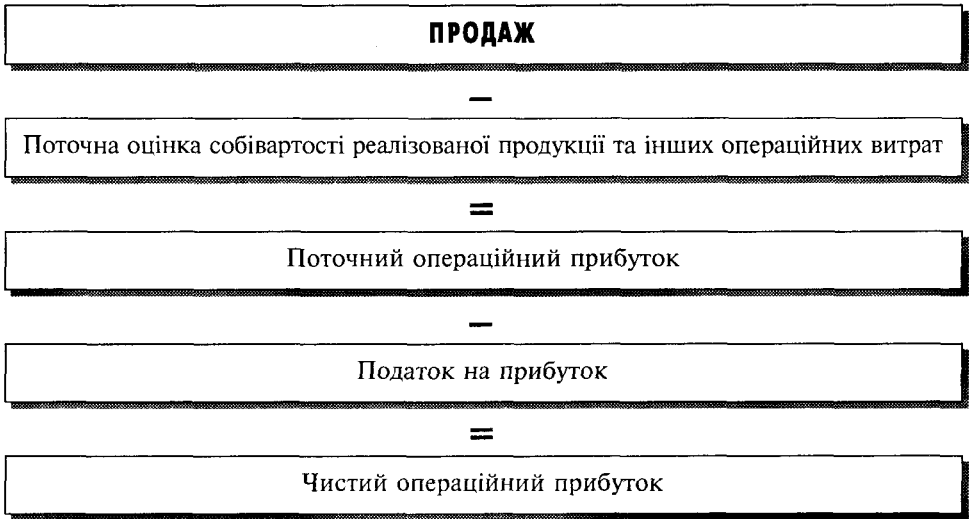 ПРОДАЖ
−
Поточна оцінка собівартості реалізованої продукції та інших операційних витрат
=
Поточний операційний прибуток
−
Податок на прибуток
=
Чистий операційний прибуток